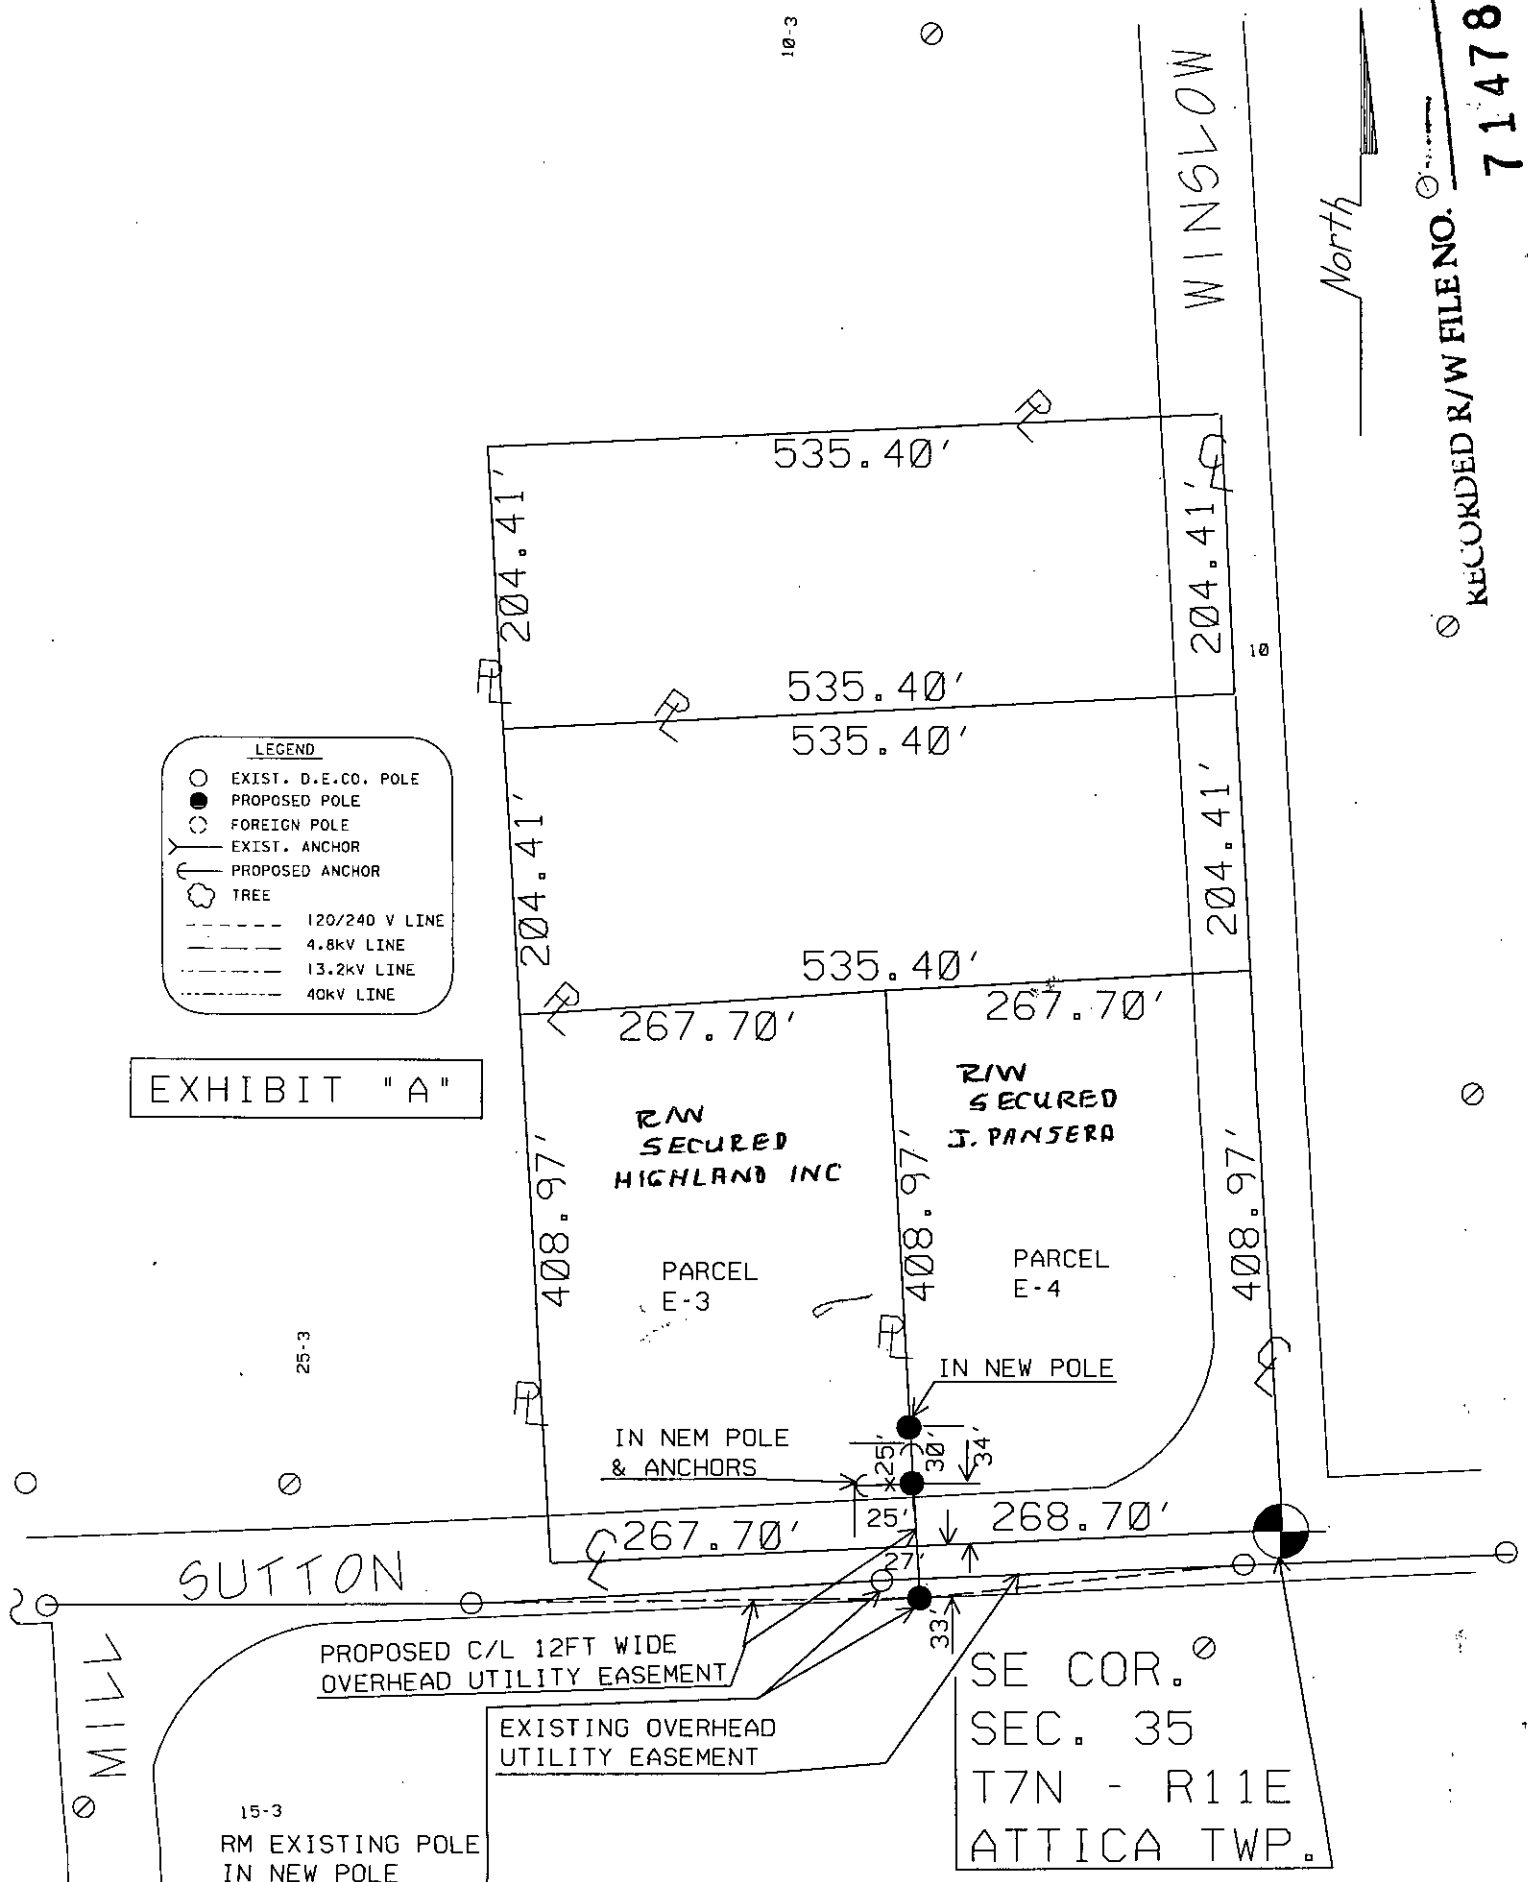 10-3
WINSLOW
North
RECORDED R/W FILE NO.
71478
535.40'
204.41'
204.41'
10
535.40'
535.40'
204.41'
204.41'
535.40'
267.70'
267.70'
LEGEND
EXIST. D.E.CO. POLE
PROPOSED POLE
FOREIGN POLE
EXIST. ANCHOR
PROPOSED ANCHOR
TREE
120/240 V LINE
4.8kV LINE
13.2kV LINE
40kV LINE
EXHIBIT "A"
R/W
SECURED
HIGHLAND INC
R/W
SECURED
J. PANSERA
408.97'
408.97'
408.97'
PARCEL
E-3
PARCEL
E-4
25-3
IN NEW POLE
IN NEM POLE
& ANCHORS
25'
30'
34'
25'
267.70'
268.70'
27'
33'
SUTTON
MILL
PROPOSED C/L 12FT WIDE
OVERHEAD UTILITY EASEMENT
EXISTING OVERHEAD
UTILITY EASEMENT
SE COR.
SEC. 35
T7N - R11E
ATTICA TWP.
15-3
RM EXISTING POLE
IN NEW POLE